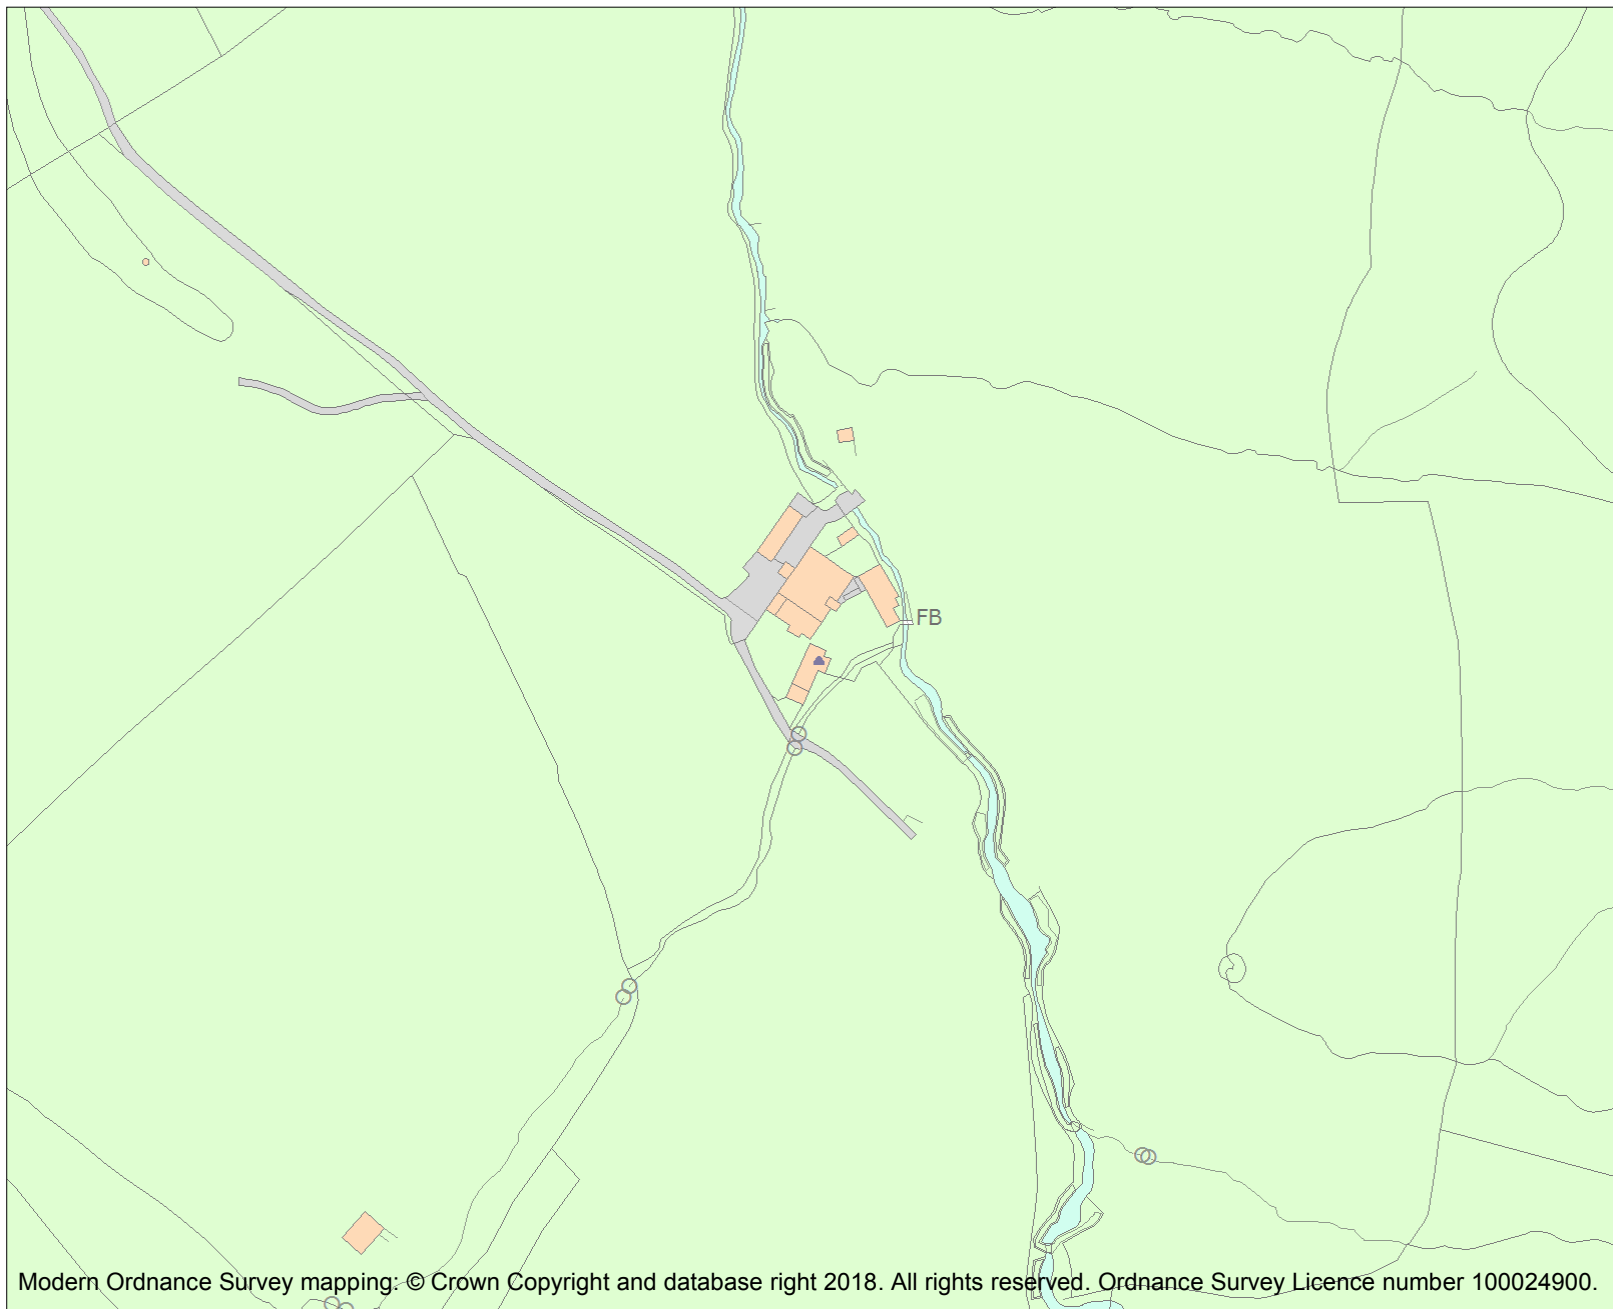 FB
Modern Ordnance Survey mapping: © Crown Copyright and database right 2018. All rights reserved. Ordnance Survey Licence number 100024900.